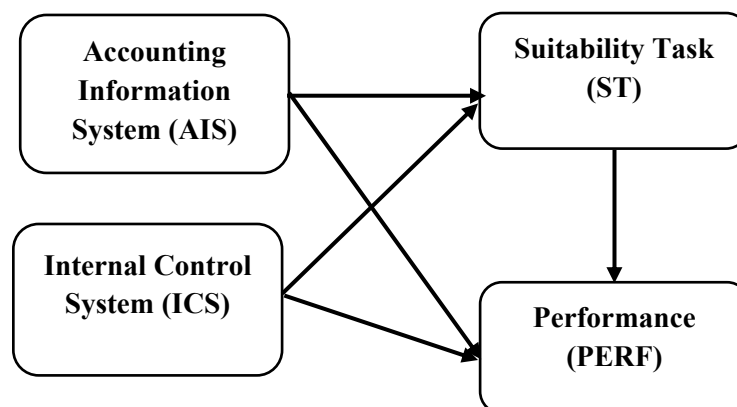 Accounting
Information
System (AIS)
Suitability Task
(ST)
Internal Control
System (ICS)
Performance
(PERF)